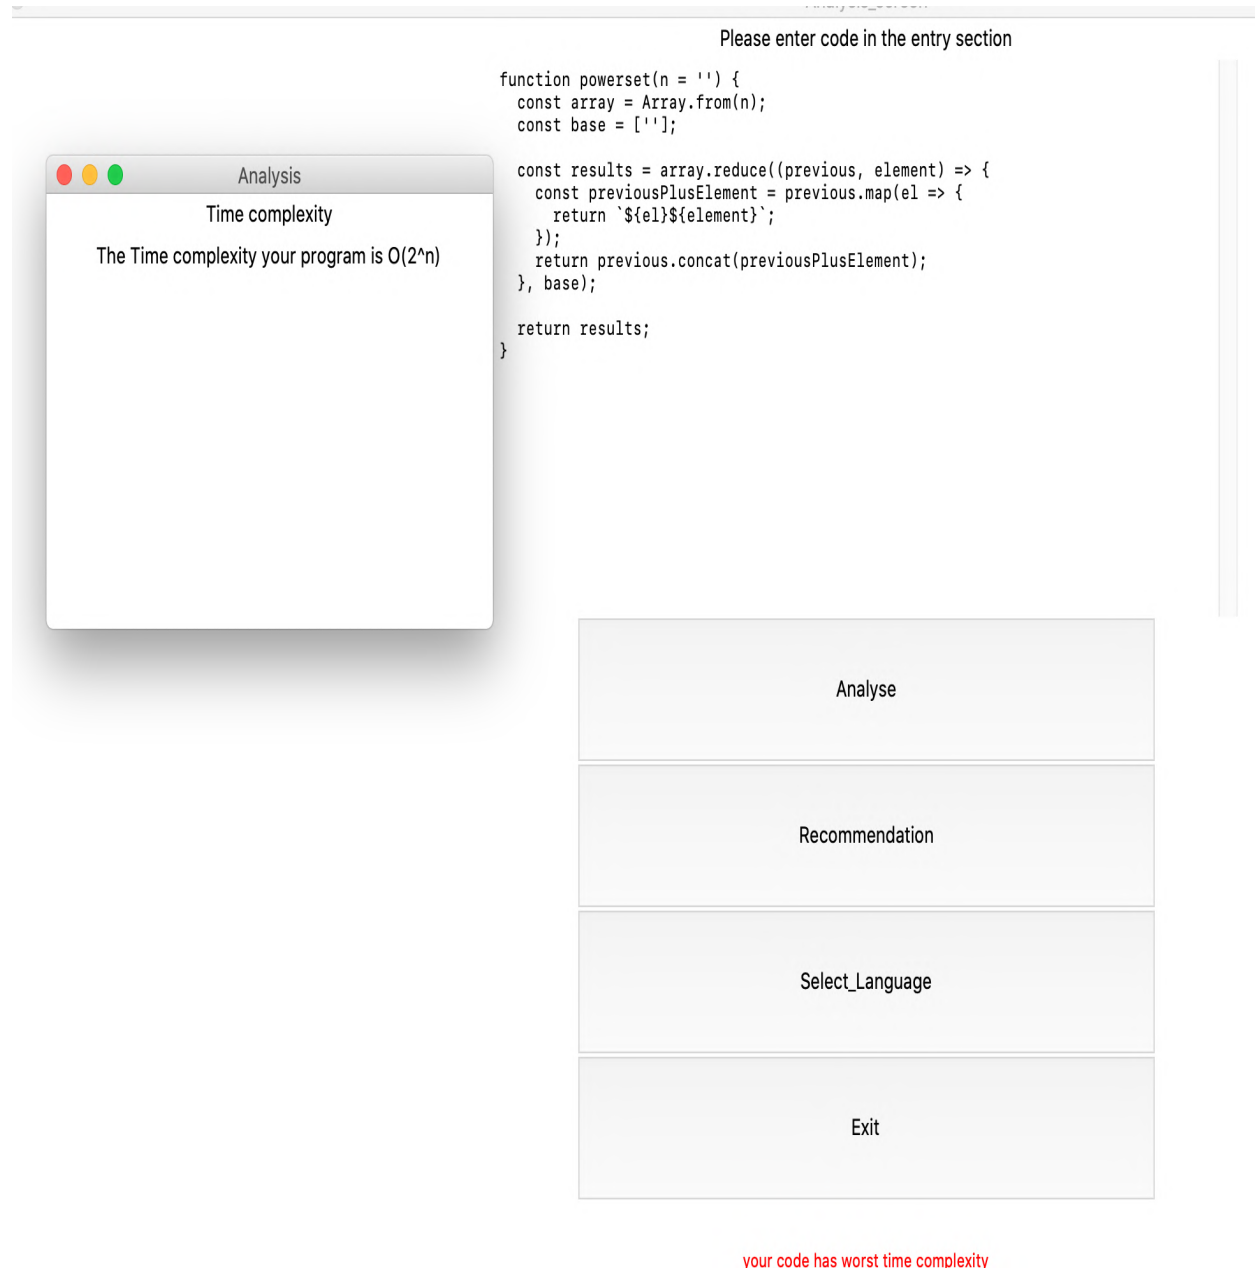 Please enter code in the entry section
function powerset(n = '') {
  const array = Array.from(n);
  const base = [''];
  const results = array.reduce((previous, element) => {
    const previousPlusElement = previous.map(el => {
      return `${el}${element}`;
    });
    return previous.concat(previousPlusElement);
  }, base);
  return results;
}
Analysis
Time complexity
The Time complexity your program is O(2^n)
Analyse
Recommendation
Select_Language
Exit
your code has worst time complexity